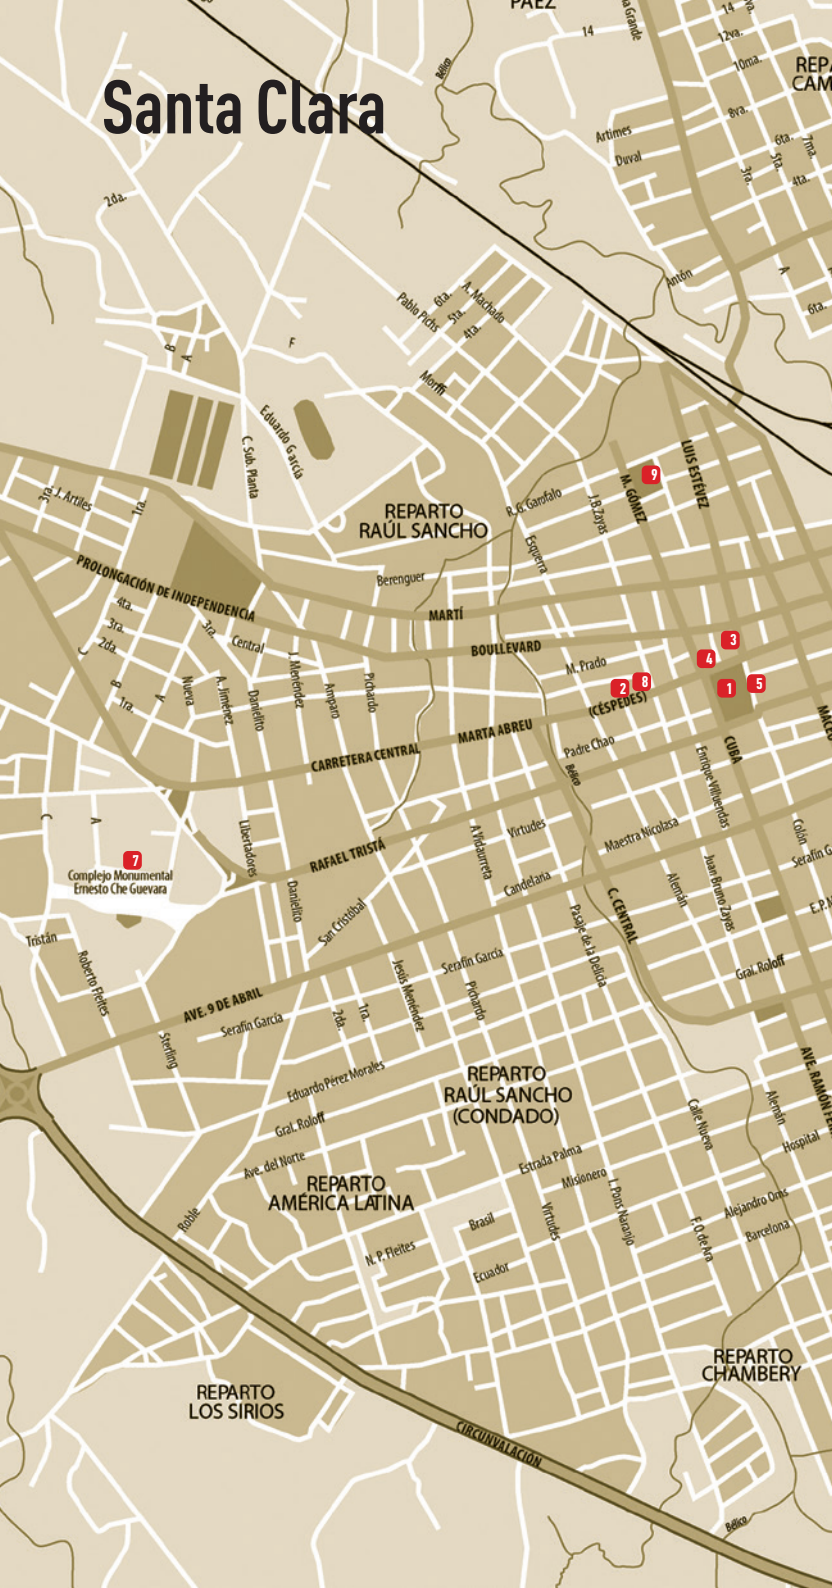 PÁEZ
14
14
12va.
10ma.
8va.
6ta.
7ma.
5ta.
4ta.
3ra.
Santa Clara
Bélico
Artimes
Duval
2da.
Antón
A
6ta.
Pablo Pichs
6ta.
A. Machado
5ta.
4ta.
F
B
A
Morffi
Eduardo García
C. Sub. Planta
LUIS ESTÉVEZ
9
M. GÓMEZ
3ra.
J. Artiles
1ra.
REPARTO
RAÚL SANCHO
R. G. Garofalo
J.B. Zayas
Esquerra
PROLONGACIÓN DE INDEPENDENCIA
Berenguer
MARTÍ
4ta.
3ra.
2da.
3ra.
Central
C
B
1ra.
A
Nueva
A. Jiménez
Danielito
J. Menéndez
Amparo
Pichardo
BOULLEVARD
M. Prado
3
4
2
8
1
5
(CÉSPEDES)
MARTA ABREU
CARRETERA CENTRAL
Padre Chao
Bélico
CUBA
Enrique Villuendas
Colón
C
A
7
Complejo Monumental
Ernesto Che Guevara
Libertadores
RAFAEL TRISTÁ
A Vidaurreta
Virtudes
Maestra Nicolasa
Candelaria
Danielito
San Cristóbal
Alemán
Juan Bruno Zayas
C. CENTRAL
Pasaje de la Delicia
Tristán
Roberto Fleites
Serafín García
Jesús Menéndez
Pichardo
Gral. Roloff
AVE. 9 DE ABRIL
Serafín García
2da.
1ra.
Sterling
Eduardo Pérez Morales
REPARTO
RAÚL SANCHO
(CONDADO)
Gral. Roloff
Ave. del Norte
Calle Nueva
Alemán
Hospital
REPARTO
AMÉRICA LATINA
Estrada Palma
Misionero
Roble
Brasil
Virtudes
I. Pons Naranjo
Alejandro Oms
Barcelona
F. O. de Ara
N. P. Fleites
Ecuador
REPARTO
CHAMBERY
REPARTO
LOS SIRIOS
CIRCUNVALACIÓN
Bélico